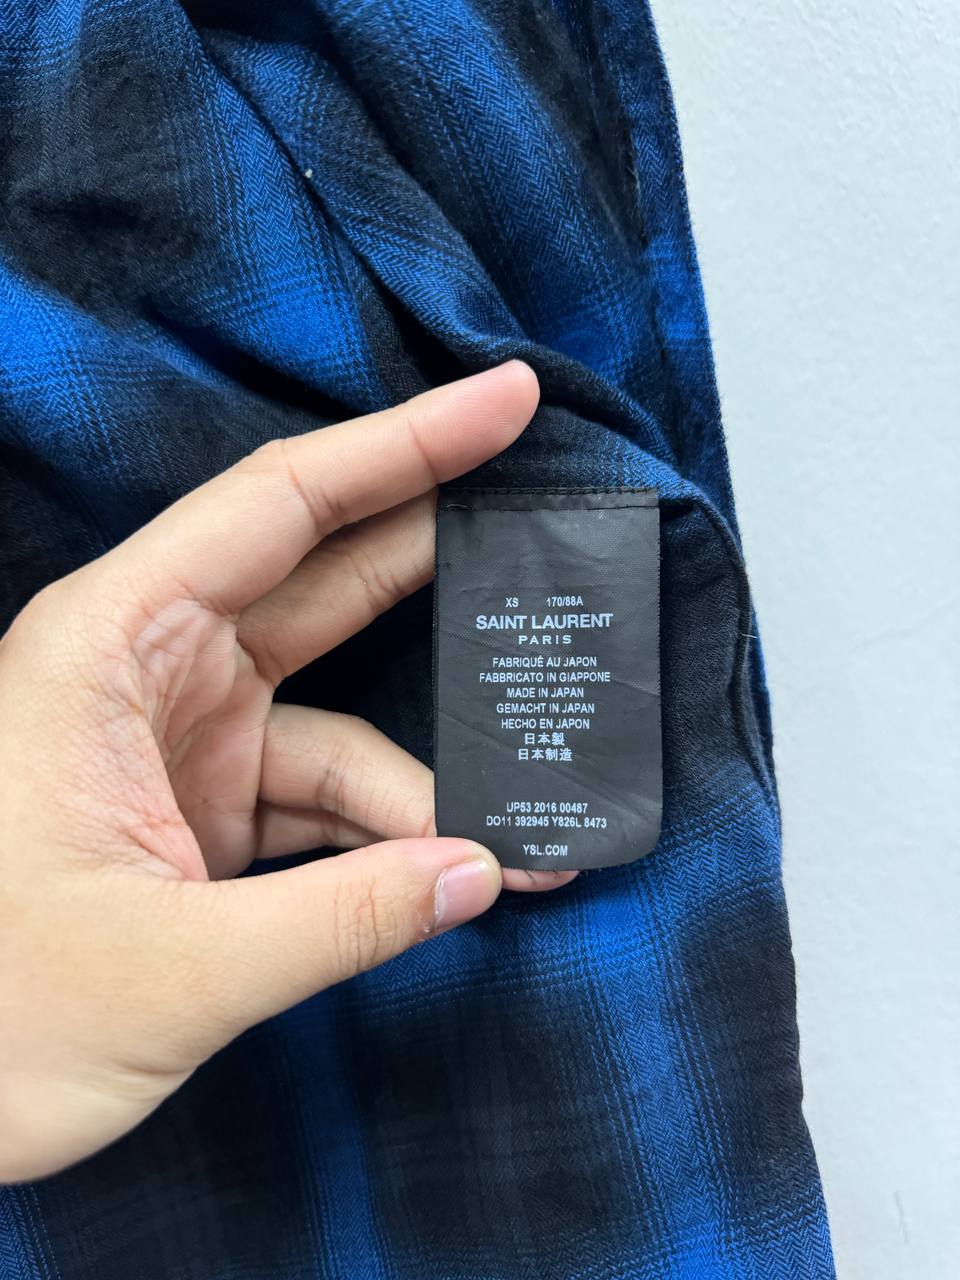 XS 170/88A
SAINT LAURENT
PARIS
FABRIQUÉ AU JAPON
FABBRICATO IN GIAPPONE
MADE IN JAPAN
GEMACHT IN JAPAN
HECHO EN JAPON
日本製
日本制造
UP53 2016 00487
DO11 392945 Y826L 8473
YSL.COM